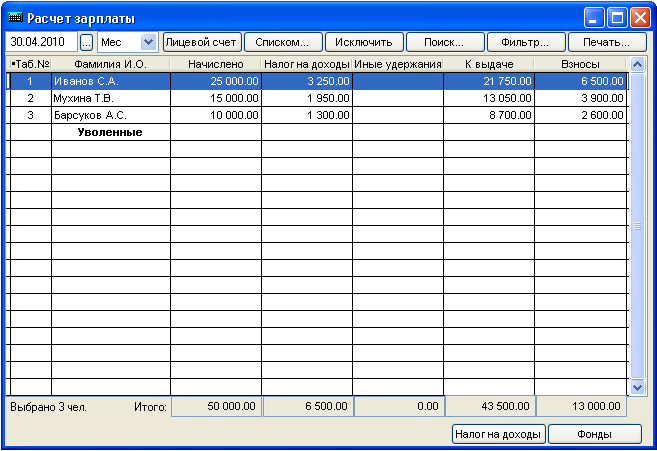 Расчет зарплаты
30.04.2010 ... Мес Лицевой счет Списком... Исключить Поиск... Фильтр... Печать...
Таб.№ Фамилия И.О. Начислено Налог на доходы Иные удержания К выдаче Взносы
1 Иванов С.А. 25 000.00 3 250.00 21 750.00 6 500.00
2 Мухина Т.В. 15 000.00 1 950.00 13 050.00 3 900.00
3 Барсуков А.С. 10 000.00 1 300.00 8 700.00 2 600.00
Уволенные
Выбрано 3 чел. Итого: 50 000.00 6 500.00 0.00 43 500.00 13 000.00
Налог на доходы Фонды